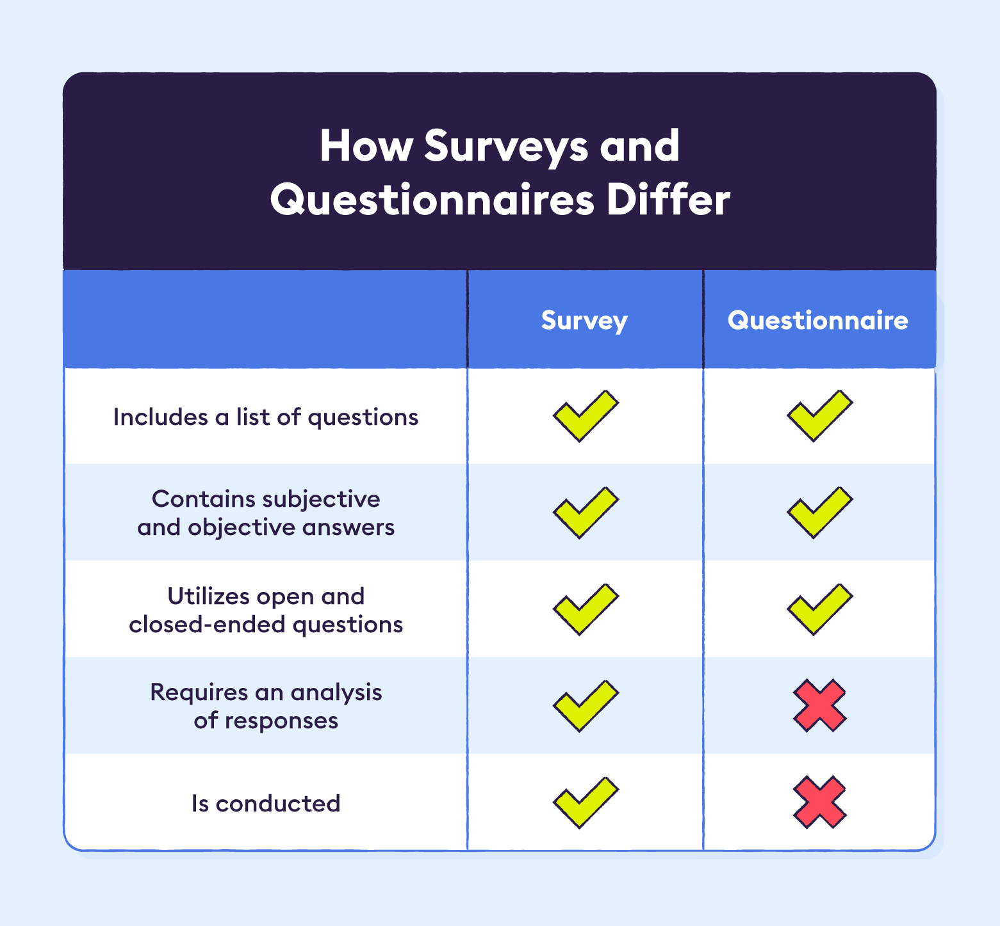 How Surveys and
Questionnaires Differ
Survey
Questionnaire
Includes a list of questions
Contains subjective
and objective answers
Utilizes open and
closed-ended questions
Requires an analysis
of responses
Is conducted